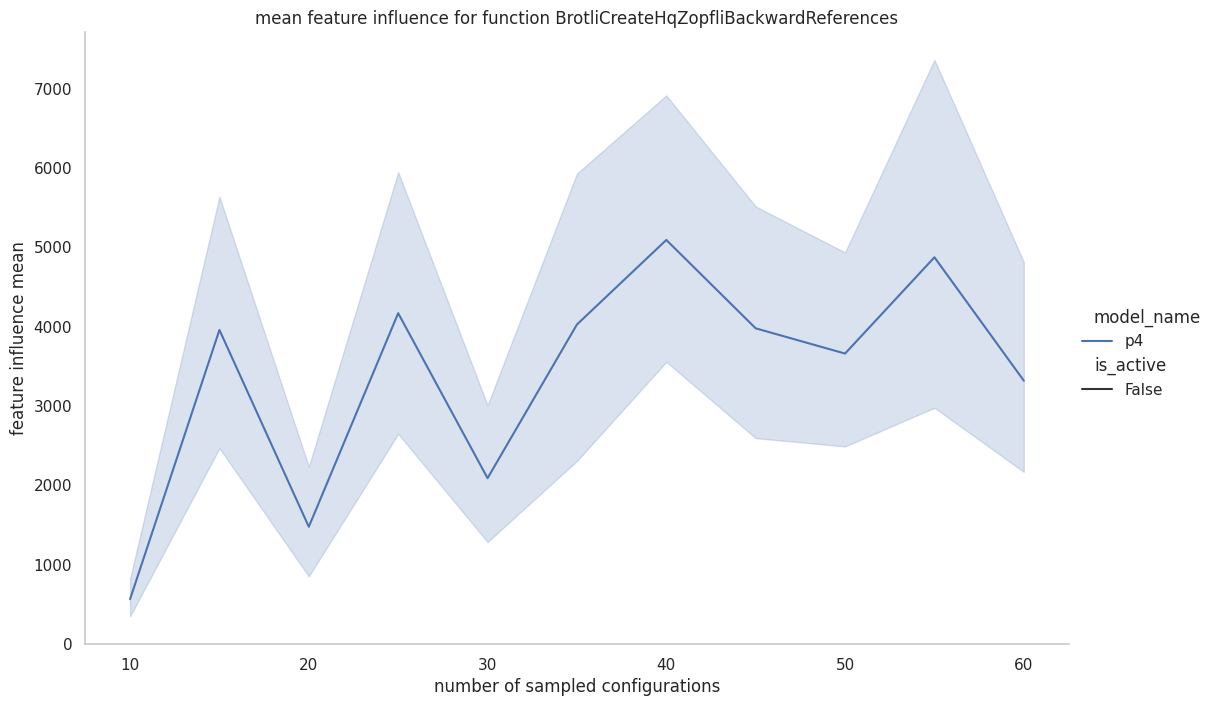 mean feature influence for function BrotliCreateHqZopfliBackwardReferences
feature influence mean
7000
6000
5000
4000
3000
2000
1000
0
10
20
30
40
50
60
number of sampled configurations
model_name
p4
is_active
False